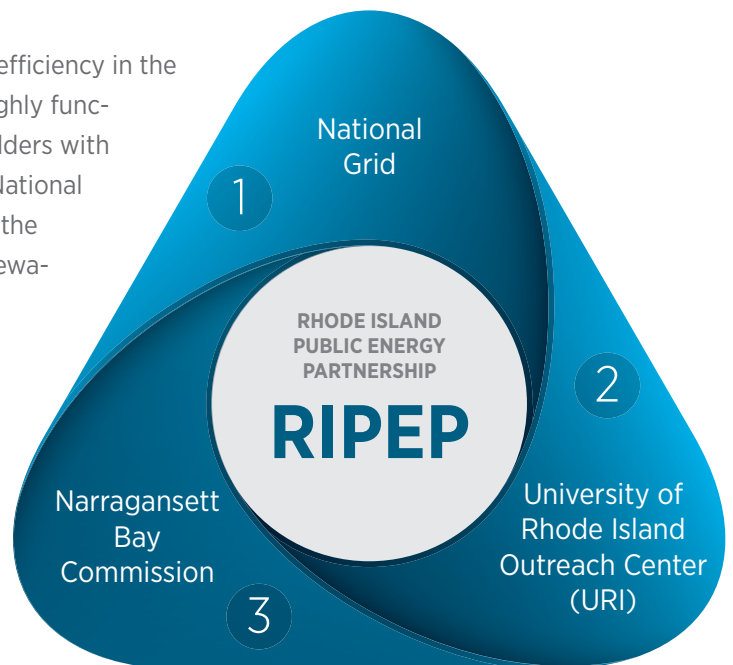 efficiency in the
ghly func-
lders with
National
the
ewa-
National
Grid
1
RHODE ISLAND
PUBLIC ENERGY
PARTNERSHIP
RIPEP
2
University of
Rhode Island
Outreach Center
(URI)
Narragansett
Bay
Commission
3